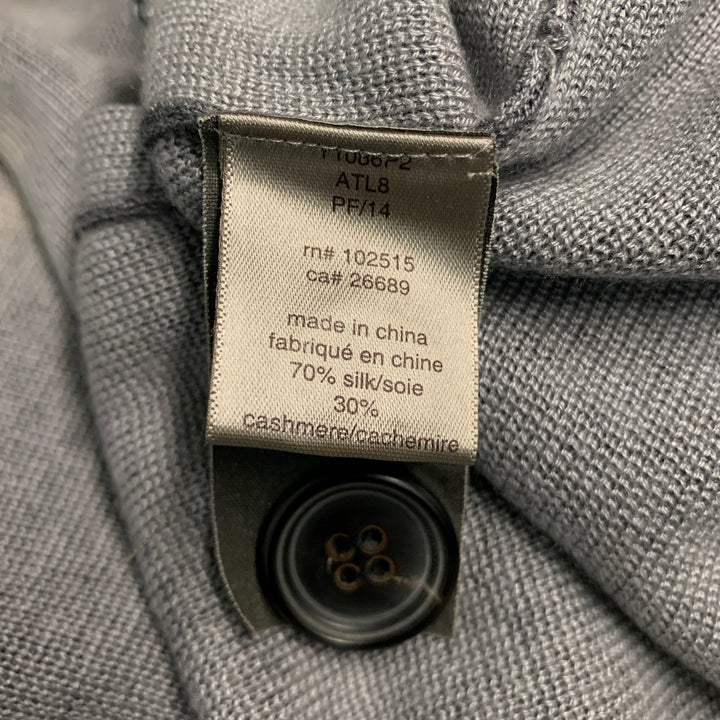 11086P2
ATL8
PF/14
rn# 102515
ca# 26689
made in china
fabriqué en chine
70% silk/soie
30%
cashmere/cachemire